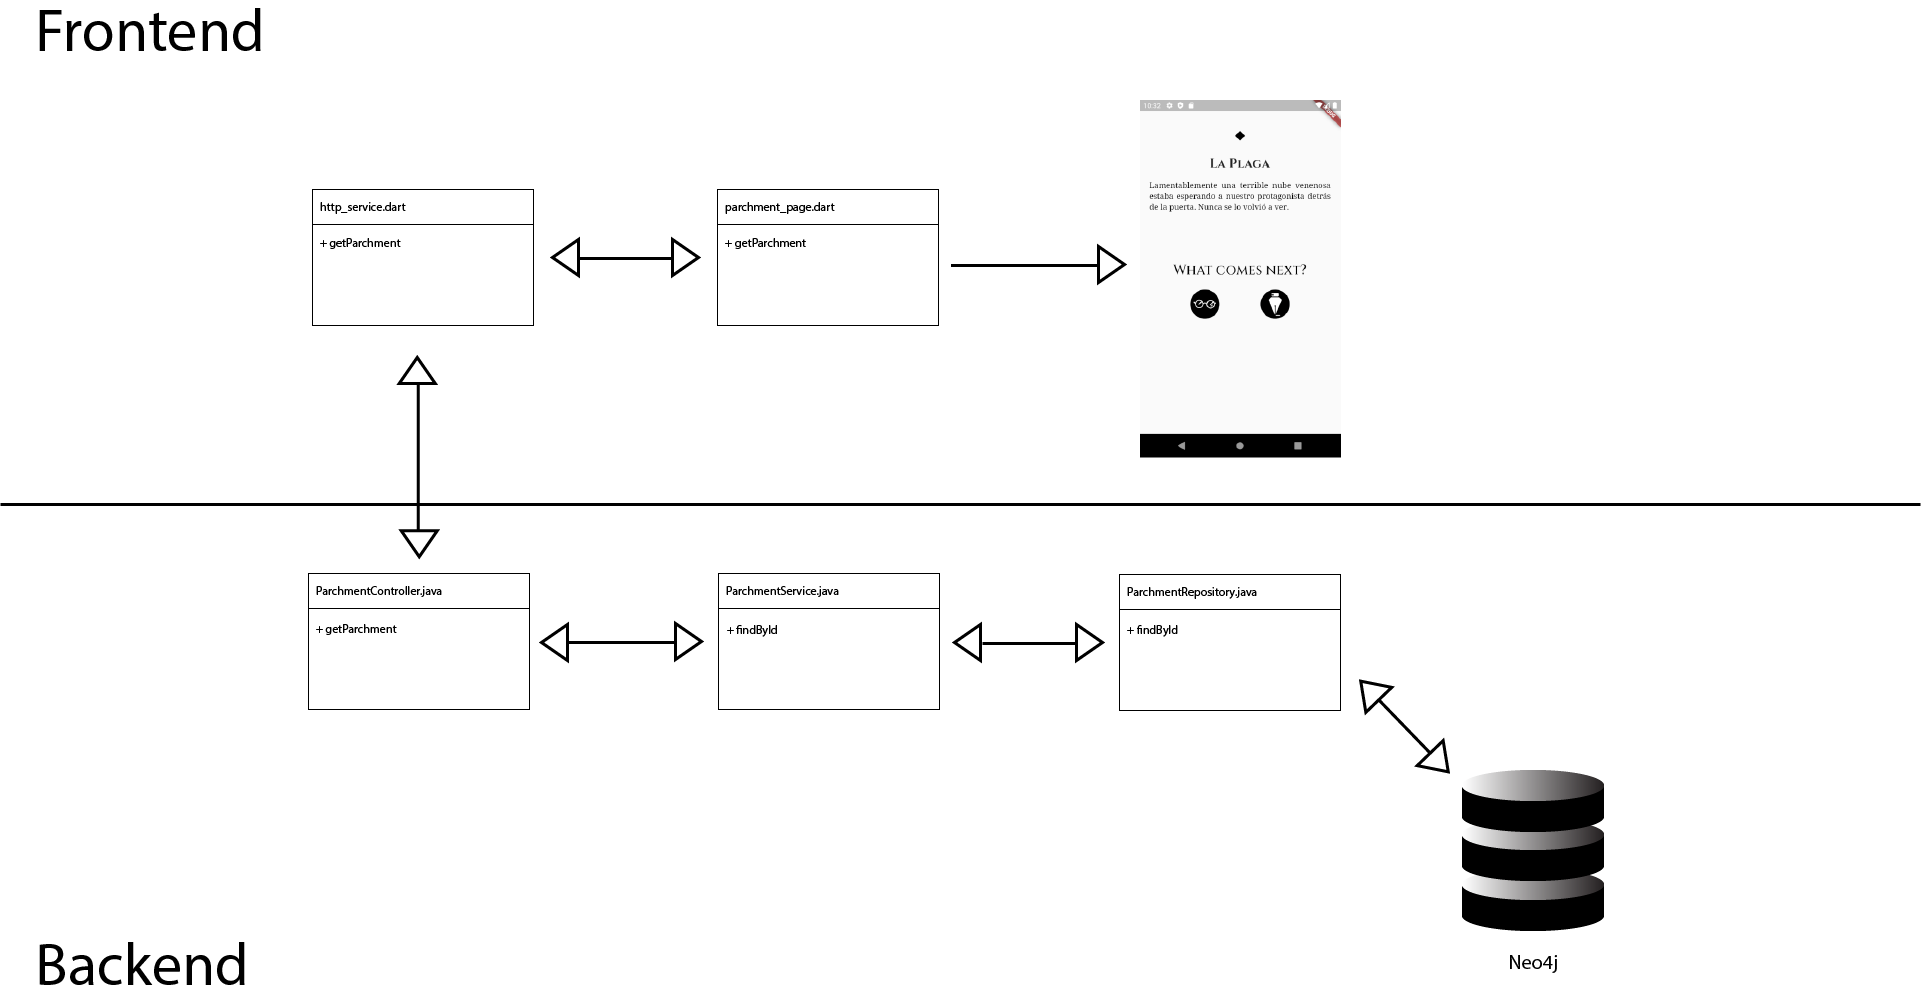 Frontend
10:32
La Plaga
Lamentablemente una terrible nube venenosa
estaba esperando a nuestro protagonista detrás
de la puerta. Nunca se lo volvió a ver.
What comes next?
http_service.dart
+ getParchment
parchment_page.dart
+ getParchment
ParchmentController.java
+ getParchment
ParchmentService.java
+ findById
ParchmentRepository.java
+ findById
Neo4j
Backend